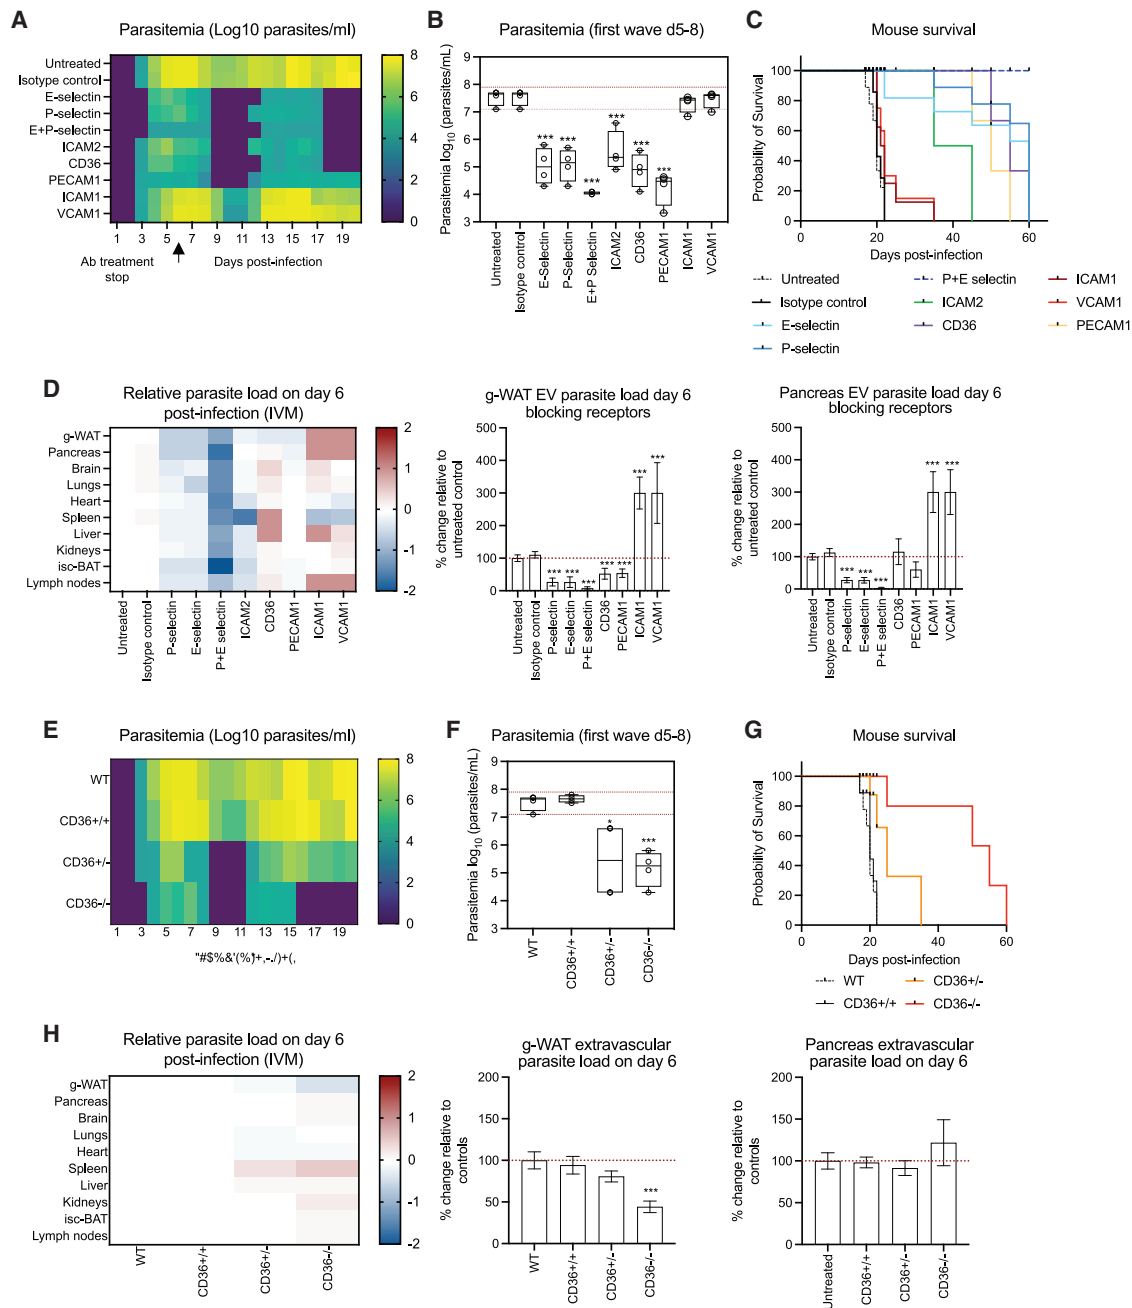 A
Parasitemia (Log10 parasites/ml)
Untreated
Isotype control
E-selectin
P-selectin
E+P-selectin
ICAM2
CD36
PECAM1
ICAM1
VCAM1
1 3 5 7 9 11 13 15 17 19
Ab treatment
stop
Days post-infection
8
6
4
2
0
B
Parasitemia (first wave d5-8)
Parasitemia log10 (parasites/mL)
9
8
7
6
5
4
3
*** *** *** *** *** ***
Untreated
Isotype control
E-Selectin
P-Selectin
E+P Selectin
ICAM2
CD36
PECAM1
ICAM1
VCAM1
C
Mouse survival
Probability of Survival
100
80
60
40
20
0
0 20 40 60
Days post-infection
Untreated
Isotype control
E-selectin
P-selectin
P+E selectin
ICAM2
CD36
ICAM1
VCAM1
PECAM1
D
Relative parasite load on day 6
post-infection (IVM)
g-WAT
Pancreas
Brain
Lungs
Heart
Spleen
Liver
Kidneys
isc-BAT
Lymph nodes
Untreated
Isotype control
P-selectin
E-selectin
P+E selectin
ICAM2
CD36
PECAM1
ICAM1
VCAM1
2
1
0
-1
-2
g-WAT EV parasite load day 6
blocking receptors
% change relative to
untreated control
500
400
300
200
100
0
*** *** *** *** *** *** ***
Untreated
Isotype control
P-selectin
E-selectin
P+E selectin
CD36
PECAM1
ICAM1
VCAM1
Pancreas EV parasite load day 6
blocking receptors
% change relative to
untreated control
500
400
300
200
100
0
*** *** *** *** ***
Untreated
Isotype control
P-selectin
E-selectin
P+E selectin
CD36
PECAM1
ICAM1
VCAM1
E
Parasitemia (Log10 parasites/ml)
WT
CD36+/+
CD36+/-
CD36-/-
1 3 5 7 9 11 13 15 17 19
"#$%&'(%)'+,-./)+(,
8
6
4
2
0
F
Parasitemia (first wave d5-8)
Parasitemia log10 (parasites/mL)
9
8
7
6
5
4
3
* ***
WT
CD36+/+
CD36+/-
CD36-/-
G
Mouse survival
Probability of Survival
100
80
60
40
20
0
0 20 40 60
Days post-infection
WT
CD36+/+
CD36+/-
CD36-/-
H
Relative parasite load on day 6
post-infection (IVM)
g-WAT
Pancreas
Brain
Lungs
Heart
Spleen
Liver
Kidneys
isc-BAT
Lymph nodes
WT
CD36+/+
CD36+/-
CD36-/-
2
1
0
-1
-2
g-WAT extravascular
parasite load on day 6
% change relative to
controls
200
150
100
50
0
***
WT
CD36+/+
CD36+/-
CD36-/-
Pancreas extravascular
parasite load on day 6
% change relative to
controls
200
150
100
50
0
Untreated
CD36+/+
CD36+/-
CD36-/-